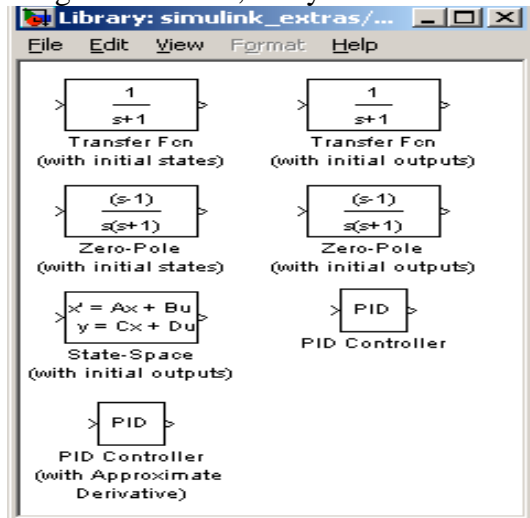 Library: simulink_extras/...
File Edit View Format Help
1
s+1
Transfer Fcn
(with initial states)
1
s+1
Transfer Fcn
(with initial outputs)
(s-1)
s(s+1)
Zero-Pole
(with initial states)
(s-1)
s(s+1)
Zero-Pole
(with initial outputs)
x' = Ax + Bu
y = Cx + Du
State-Space
(with initial outputs)
PID
PID Controller
PID
PID Controller
(with Approximate
Derivative)